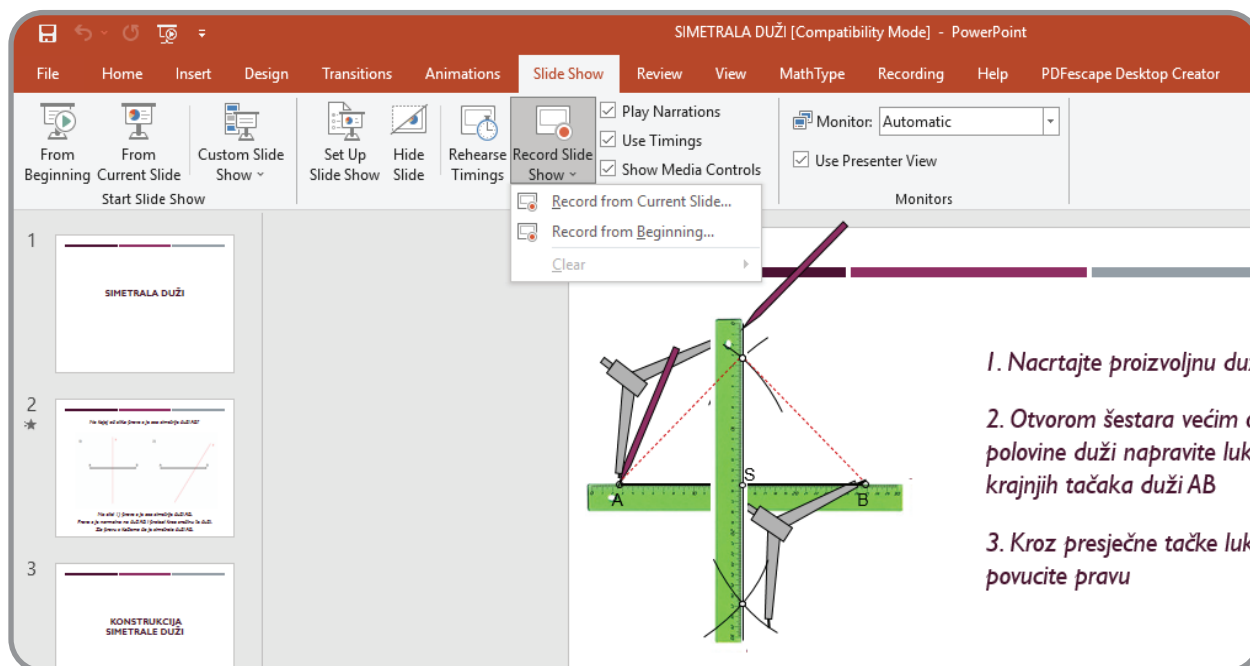 SIMETRALA DUŽI [Compatibility Mode] - PowerPoint
File Home Insert Design Transitions Animations Slide Show Review View MathType Recording Help PDFescape Desktop Creator
From Beginning
From Current Slide
Custom Slide Show
Start Slide Show
Set Up Slide Show
Hide Slide
Rehearse Timings
Record Slide Show
Play Narrations
Use Timings
Show Media Controls
Monitor: Automatic
Use Presenter View
Monitors
Record from Current Slide...
Record from Beginning...
Clear
1
SIMETRALA DUŽI
2
3
KONSTRUKCIJA
SIMETRALE DUŽI
A
S
B
1. Nacrtajte proizvoljnu
2. Otvorom šestara većim
polovine duži napravite luk
krajnjih tačaka duži AB
3. Kroz presječne tačke luk
povucite pravu